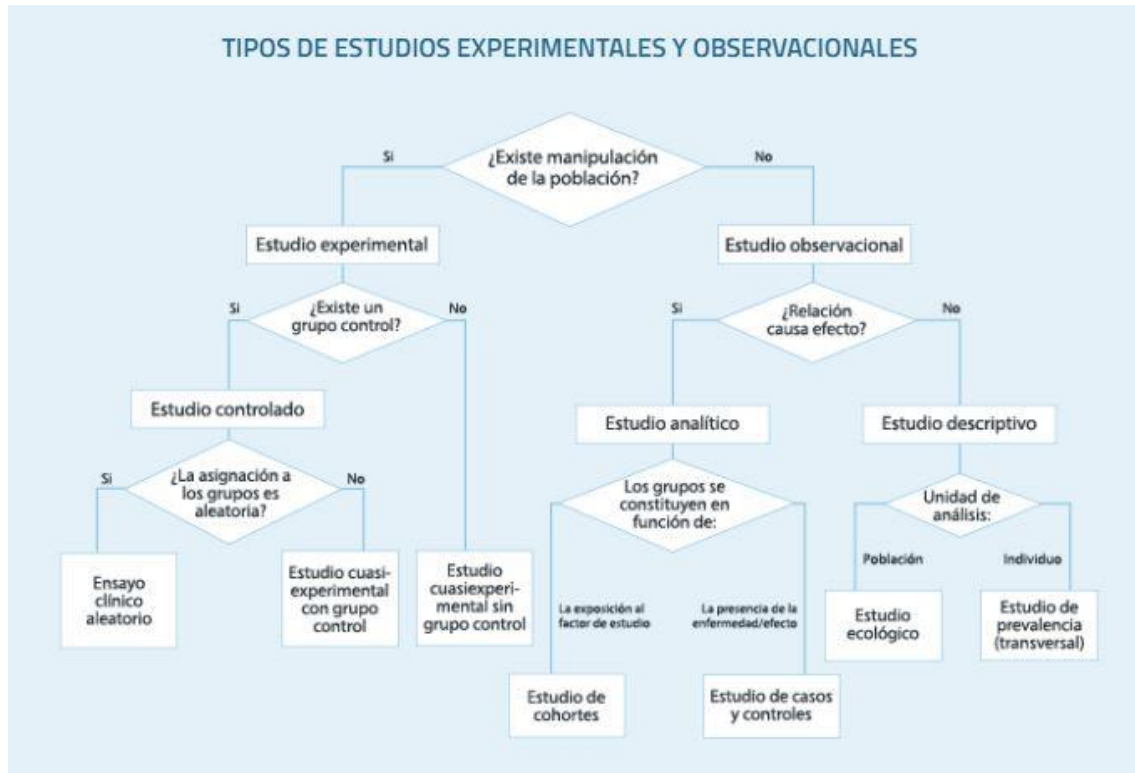 TIPOS DE ESTUDIOS EXPERIMENTALES Y OBSERVACIONALES
¿Existe manipulación
de la población?
Si
No
Estudio experimental
Estudio observacional
¿Existe un
grupo control?
Si
No
¿Relación
causa efecto?
Si
No
Estudio controlado
Estudio analítico
Estudio descriptivo
¿La asignación a
los grupos es
aleatoria?
Si
No
Los grupos se
constituyen en
función de:
Unidad de
análisis:
Población
Individuo
Ensayo
clínico
aleatorio
Estudio cuasi-
experimental
con grupo
control
Estudio
cuasiexperi-
mental sin
grupo control
La exposición al
factor de estudio
La presencia de la
enfermedad/efecto
Estudio
ecológico
Estudio de
prevalencia
(transversal)
Estudio de
cohortes
Estudio de casos
y controles